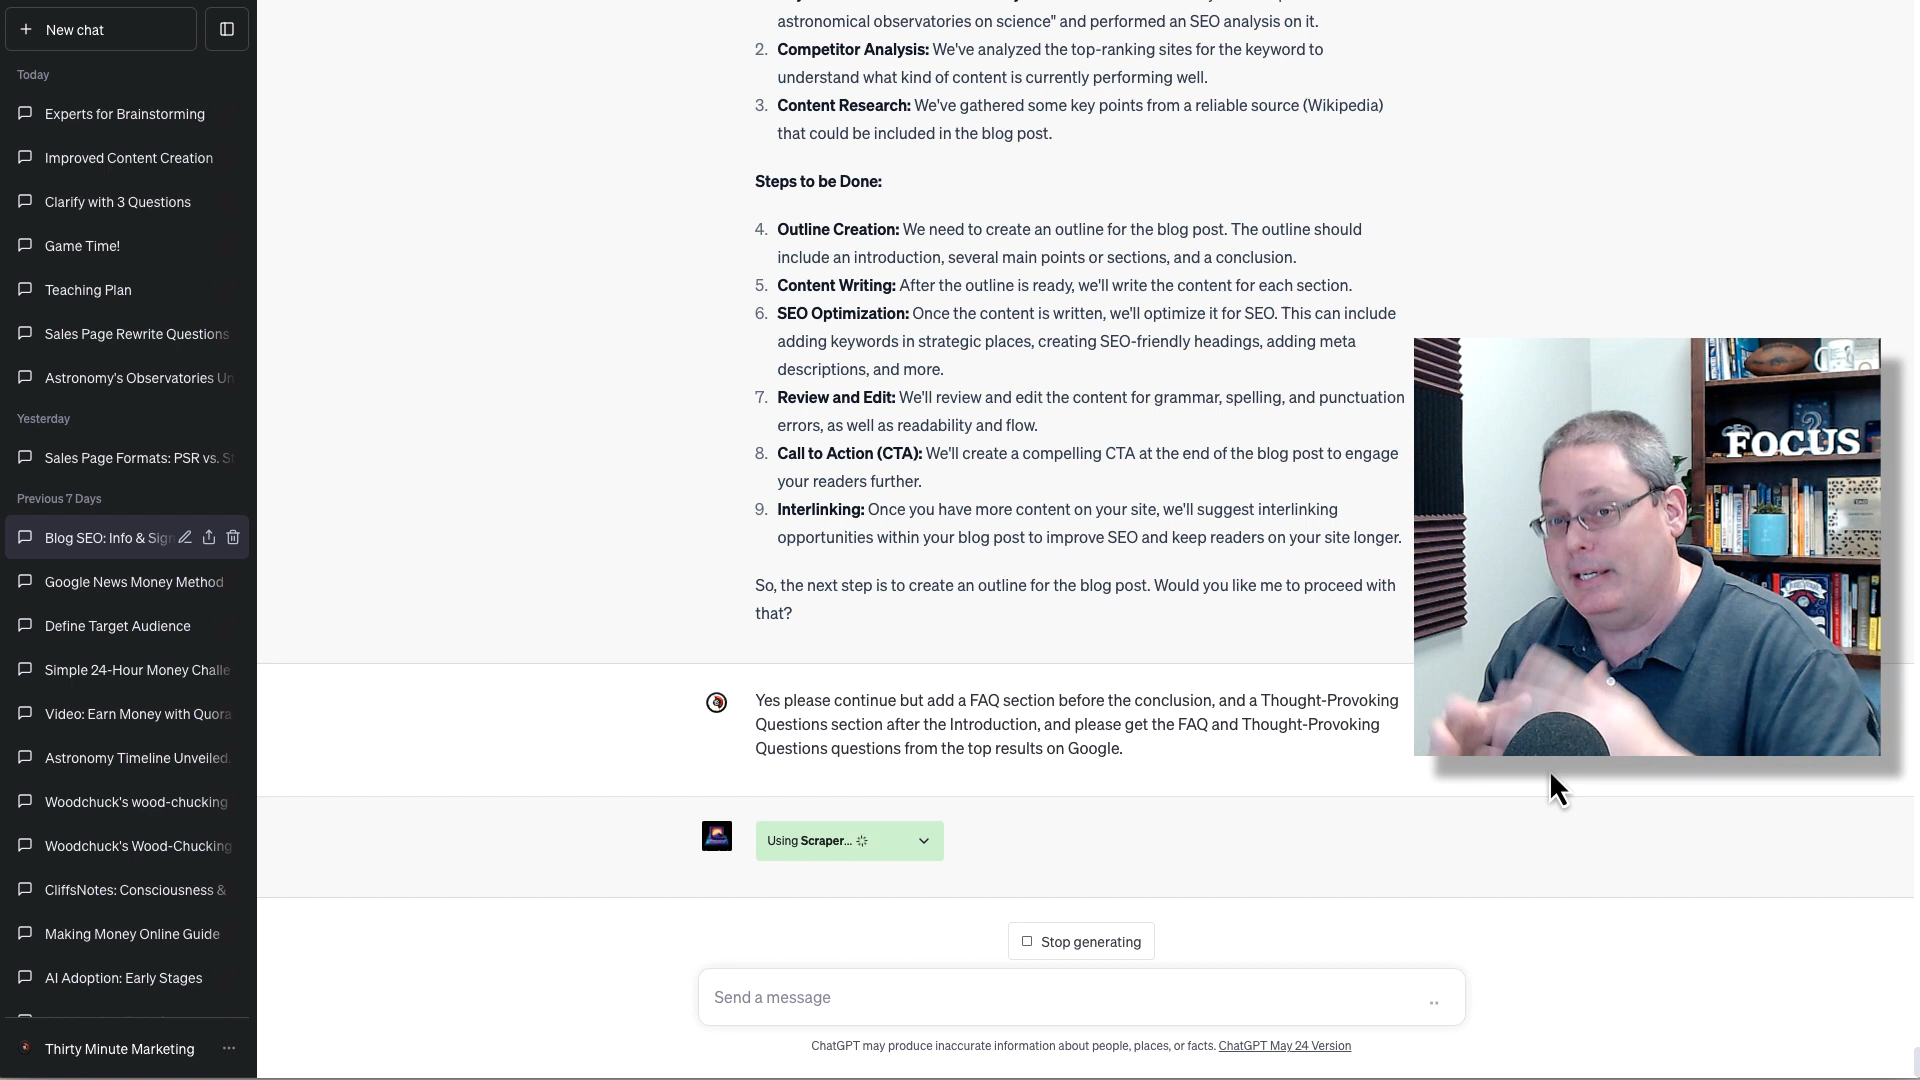 New chat
Today
Experts for Brainstorming
Improved Content Creation
Clarify with 3 Questions
Game Time!
Teaching Plan
Sales Page Rewrite Questions
Astronomy's Observatories Un
Yesterday
Sales Page Formats: PSR vs. St
Previous 7 Days
Blog SEO: Info & Sign
Google News Money Method
Define Target Audience
Simple 24-Hour Money Challe
Video: Earn Money with Quora
Astronomy Timeline Unveiled.
Woodchuck's wood-chucking
Woodchuck's Wood-Chucking
CliffsNotes: Consciousness &
Making Money Online Guide
AI Adoption: Early Stages
Thirty Minute Marketing
astronomical observatories on science" and performed an SEO analysis on it.
2. Competitor Analysis: We've analyzed the top-ranking sites for the keyword to
understand what kind of content is currently performing well.
3. Content Research: We've gathered some key points from a reliable source (Wikipedia)
that could be included in the blog post.
Steps to be Done:
4. Outline Creation: We need to create an outline for the blog post. The outline should
include an introduction, several main points or sections, and a conclusion.
5. Content Writing: After the outline is ready, we'll write the content for each section.
6. SEO Optimization: Once the content is written, we'll optimize it for SEO. This can include
adding keywords in strategic places, creating SEO-friendly headings, adding meta
descriptions, and more.
7. Review and Edit: We'll review and edit the content for grammar, spelling, and punctuation
errors, as well as readability and flow.
8. Call to Action (CTA): We'll create a compelling CTA at the end of the blog post to engage
your readers further.
9. Interlinking: Once you have more content on your site, we'll suggest interlinking
opportunities within your blog post to improve SEO and keep readers on your site longer.
So, the next step is to create an outline for the blog post. Would you like me to proceed with
that?
FOCUS
Yes please continue but add a FAQ section before the conclusion, and a Thought-Provoking
Questions section after the Introduction, and please get the FAQ and Thought-Provoking
Questions questions from the top results on Google.
Using Scraper...
Stop generating
Send a message
ChatGPT may produce inaccurate information about people, places, or facts. ChatGPT May 24 Version